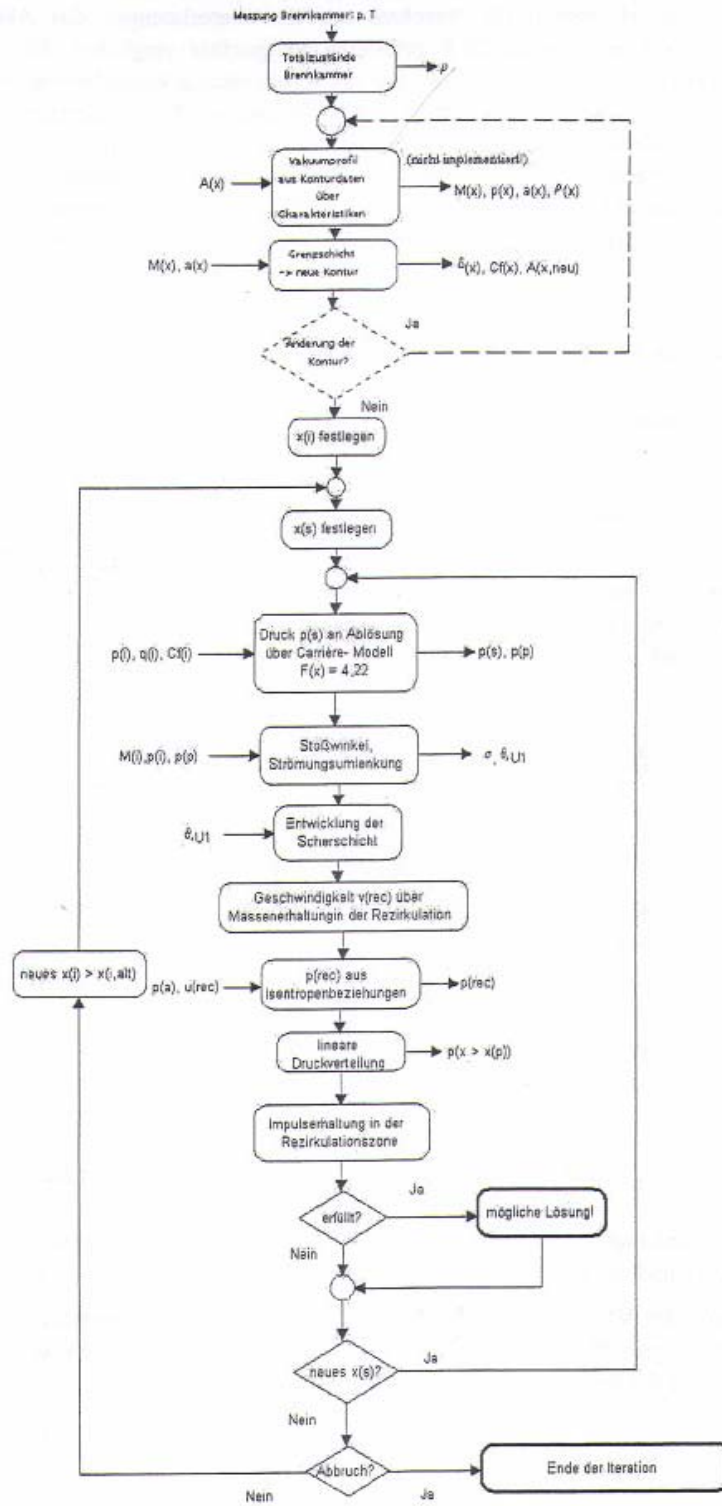 Messung Brennkammer: p, T
Totalzustände
Brennkammer
ρ
Vakuumprofil
aus Konturdaten
über
Charakteristiken
(nicht implementiert!)
A(x)
M(x), p(x), a(x), ρ(x)
Grenzschicht
-> neue Kontur
M(x), a(x)
δ(x), Cf(x), A(x,neu)
Änderung der
Kontur?
Ja
Nein
x(i) festlegen
x(s) festlegen
Druck p(s) an Ablösung
über Carrière- Modell
F(x) = 4,22
p(i), q(i), Cf(i)
p(s), p(p)
Stoßwinkel,
Strömungsumlenkung
M(i),p(i), p(p)
σ, θ,U1
Entwicklung der
Scherschicht
θ,U1
Geschwindigkeit v(rec) über
Massenerhaltungin der Rezirkulation
neues x(i) > x(i,alt)
p(a), u(rec)
p(rec) aus
Isentropenbeziehungen
p(rec)
lineare
Druckverteilung
p(x > x(p))
Impulserhaltung in der
Rezirkulationszone
erfüllt?
Ja
mögliche Lösung!
Nein
neues x(s)?
Ja
Nein
Abbruch?
Ende der Iteration
Nein
Ja